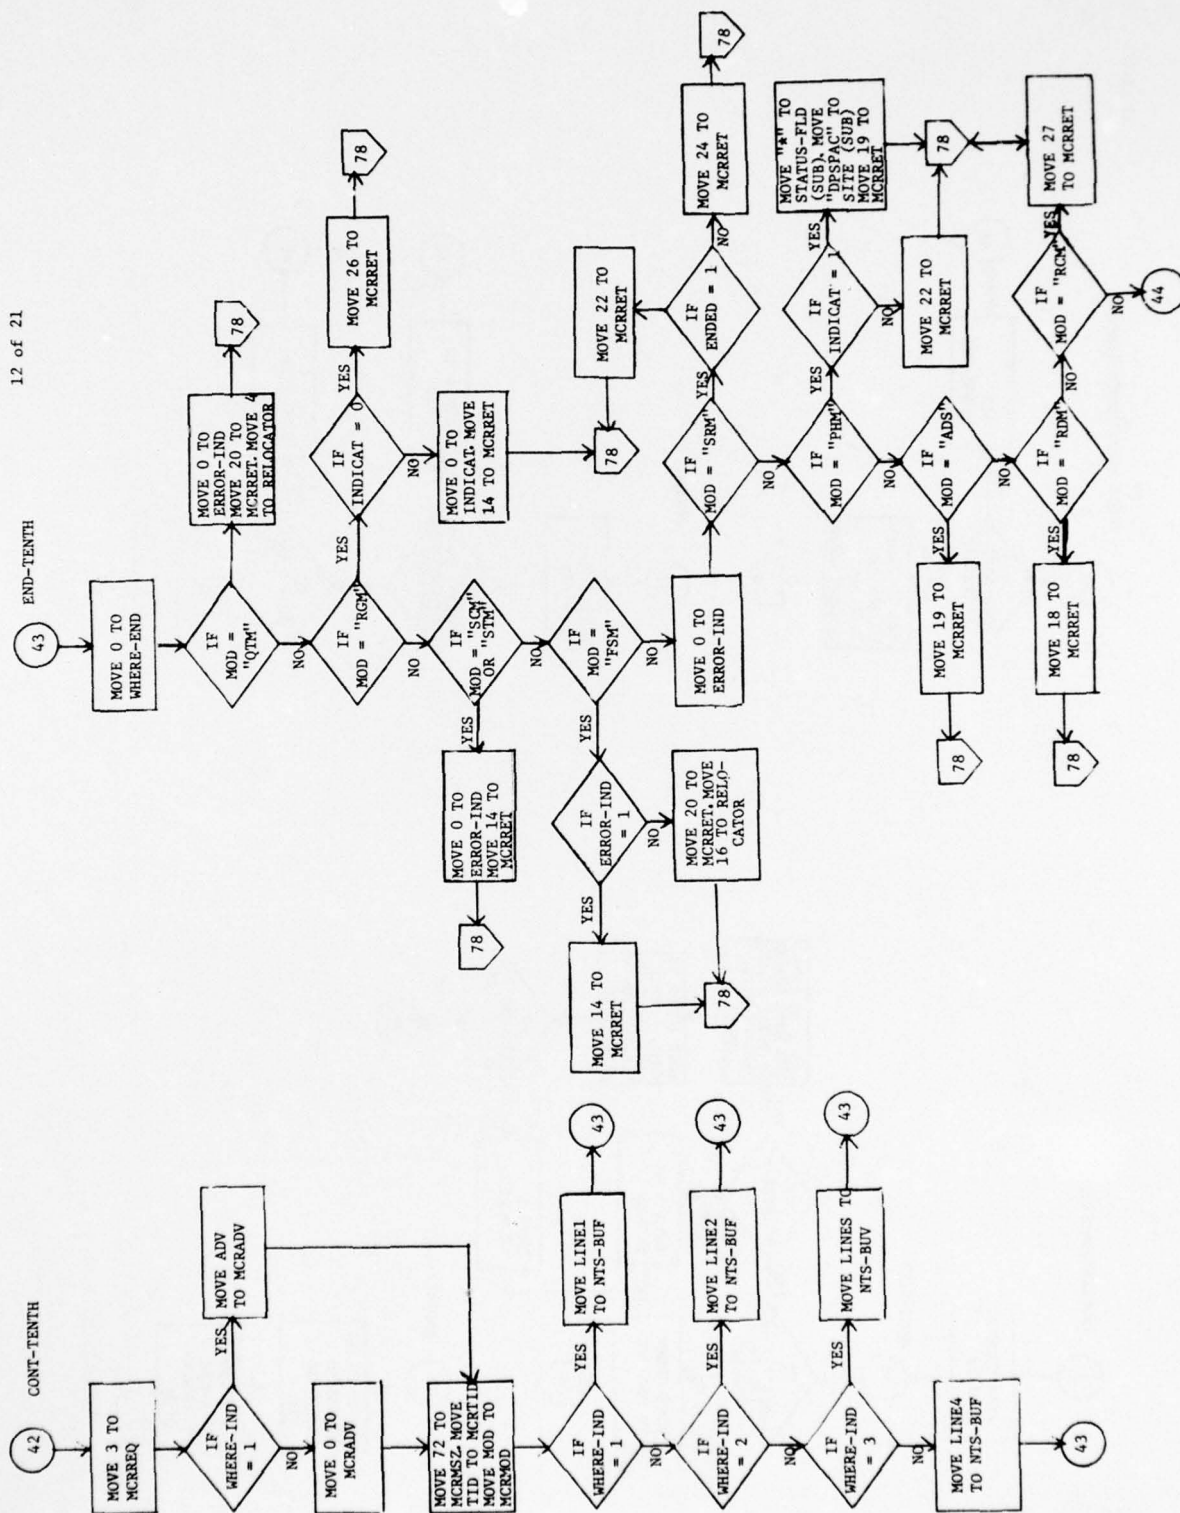 12 of 21
42
CONT-TENTH
MOVE 3 TO
MCRREQ
IF
WHERE-IND
= 1
YES
MOVE ADV
TO MCRADV
NO
MOVE 0 TO
MCRADV
MOVE 72 TO
MCRMSZ. MOVE
TID TO MCRTID
MOVE MOD TO
MCRMOD
IF
WHERE-IND
= 1
YES
MOVE LINE1
TO NTS-BUF
43
NO
IF
WHERE-IND
= 2
YES
MOVE LINE2
TO NTS-BUF
43
NO
IF
WHERE-IND
= 3
YES
MOVE LINES TO
NTS-BUV
43
NO
MOVE LINE4
TO NTS-BUF
43
43
END-TENTH
MOVE 0 TO
WHERE-END
IF
MOD =
"QTM"
MOVE 0 TO
ERROR-IND
MOVE 20 TO
MCRRET. MOVE 4
TO RELOCATOR
78
NO
IF
MOD = "RGM"
YES
IF
INDICAT = 0
YES
MOVE 26 TO
MCRRET
78
NO
MOVE 0 TO
INDICAT. MOVE
14 TO MCRRET
78
NO
IF
MOD = "SCM"
OR "STM"
YES
MOVE 0 TO
ERROR-IND
MOVE 14 TO
MCRRET
78
NO
IF
MOD =
"FSM"
YES
IF
ERROR-IND
= 1
YES
MOVE 14 TO
MCRRET
78
NO
MOVE 20 TO
MCRRET. MOVE
16 TO RELO-
CATOR
NO
MOVE 0 TO
ERROR-IND
IF
MOD = "SRM"
YES
IF
ENDED = 1
MOVE 22 TO
MCRRET
NO
MOVE 24 TO
MCRRET
78
NO
IF
MOD = "PHM"
YES
IF
INDICAT = 1
YES
MOVE "*" TO
STATUS-FLD
(SUB). MOVE
"DPSPAC" TO
SITE (SUB)
MOVE 19 TO
MCRRET
NO
MOVE 22 TO
MCRRET
78
NO
IF
MOD = "ADS"
YES
MOVE 19 TO
MCRRET
78
NO
IF
MOD = "RDM"
YES
MOVE 18 TO
MCRRET
78
NO
IF
MOD = "RCM"
YES
MOVE 27
TO MCRRET
NO
44